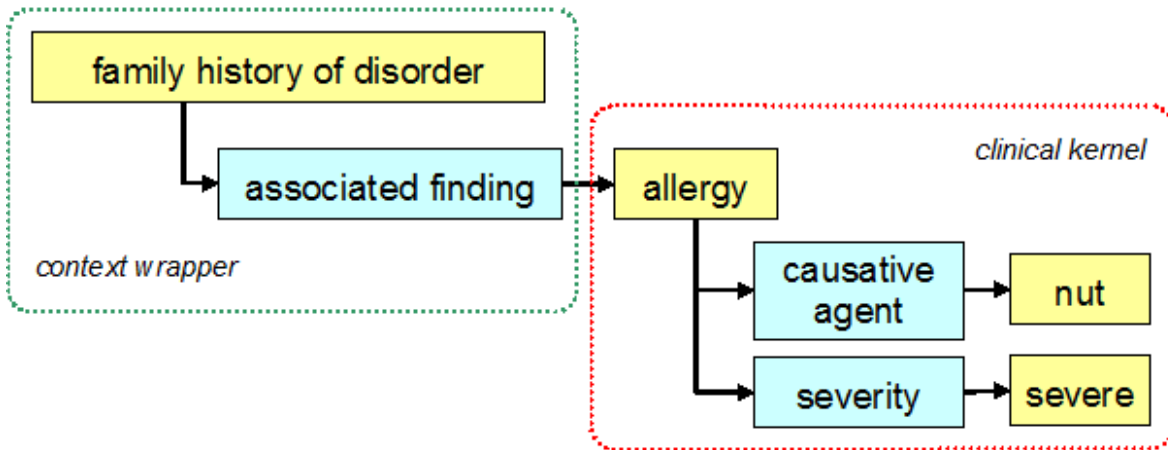 family history of disorder
clinical kernel
associated finding
allergy
context wrapper
causative
agent
nut
severity
severe